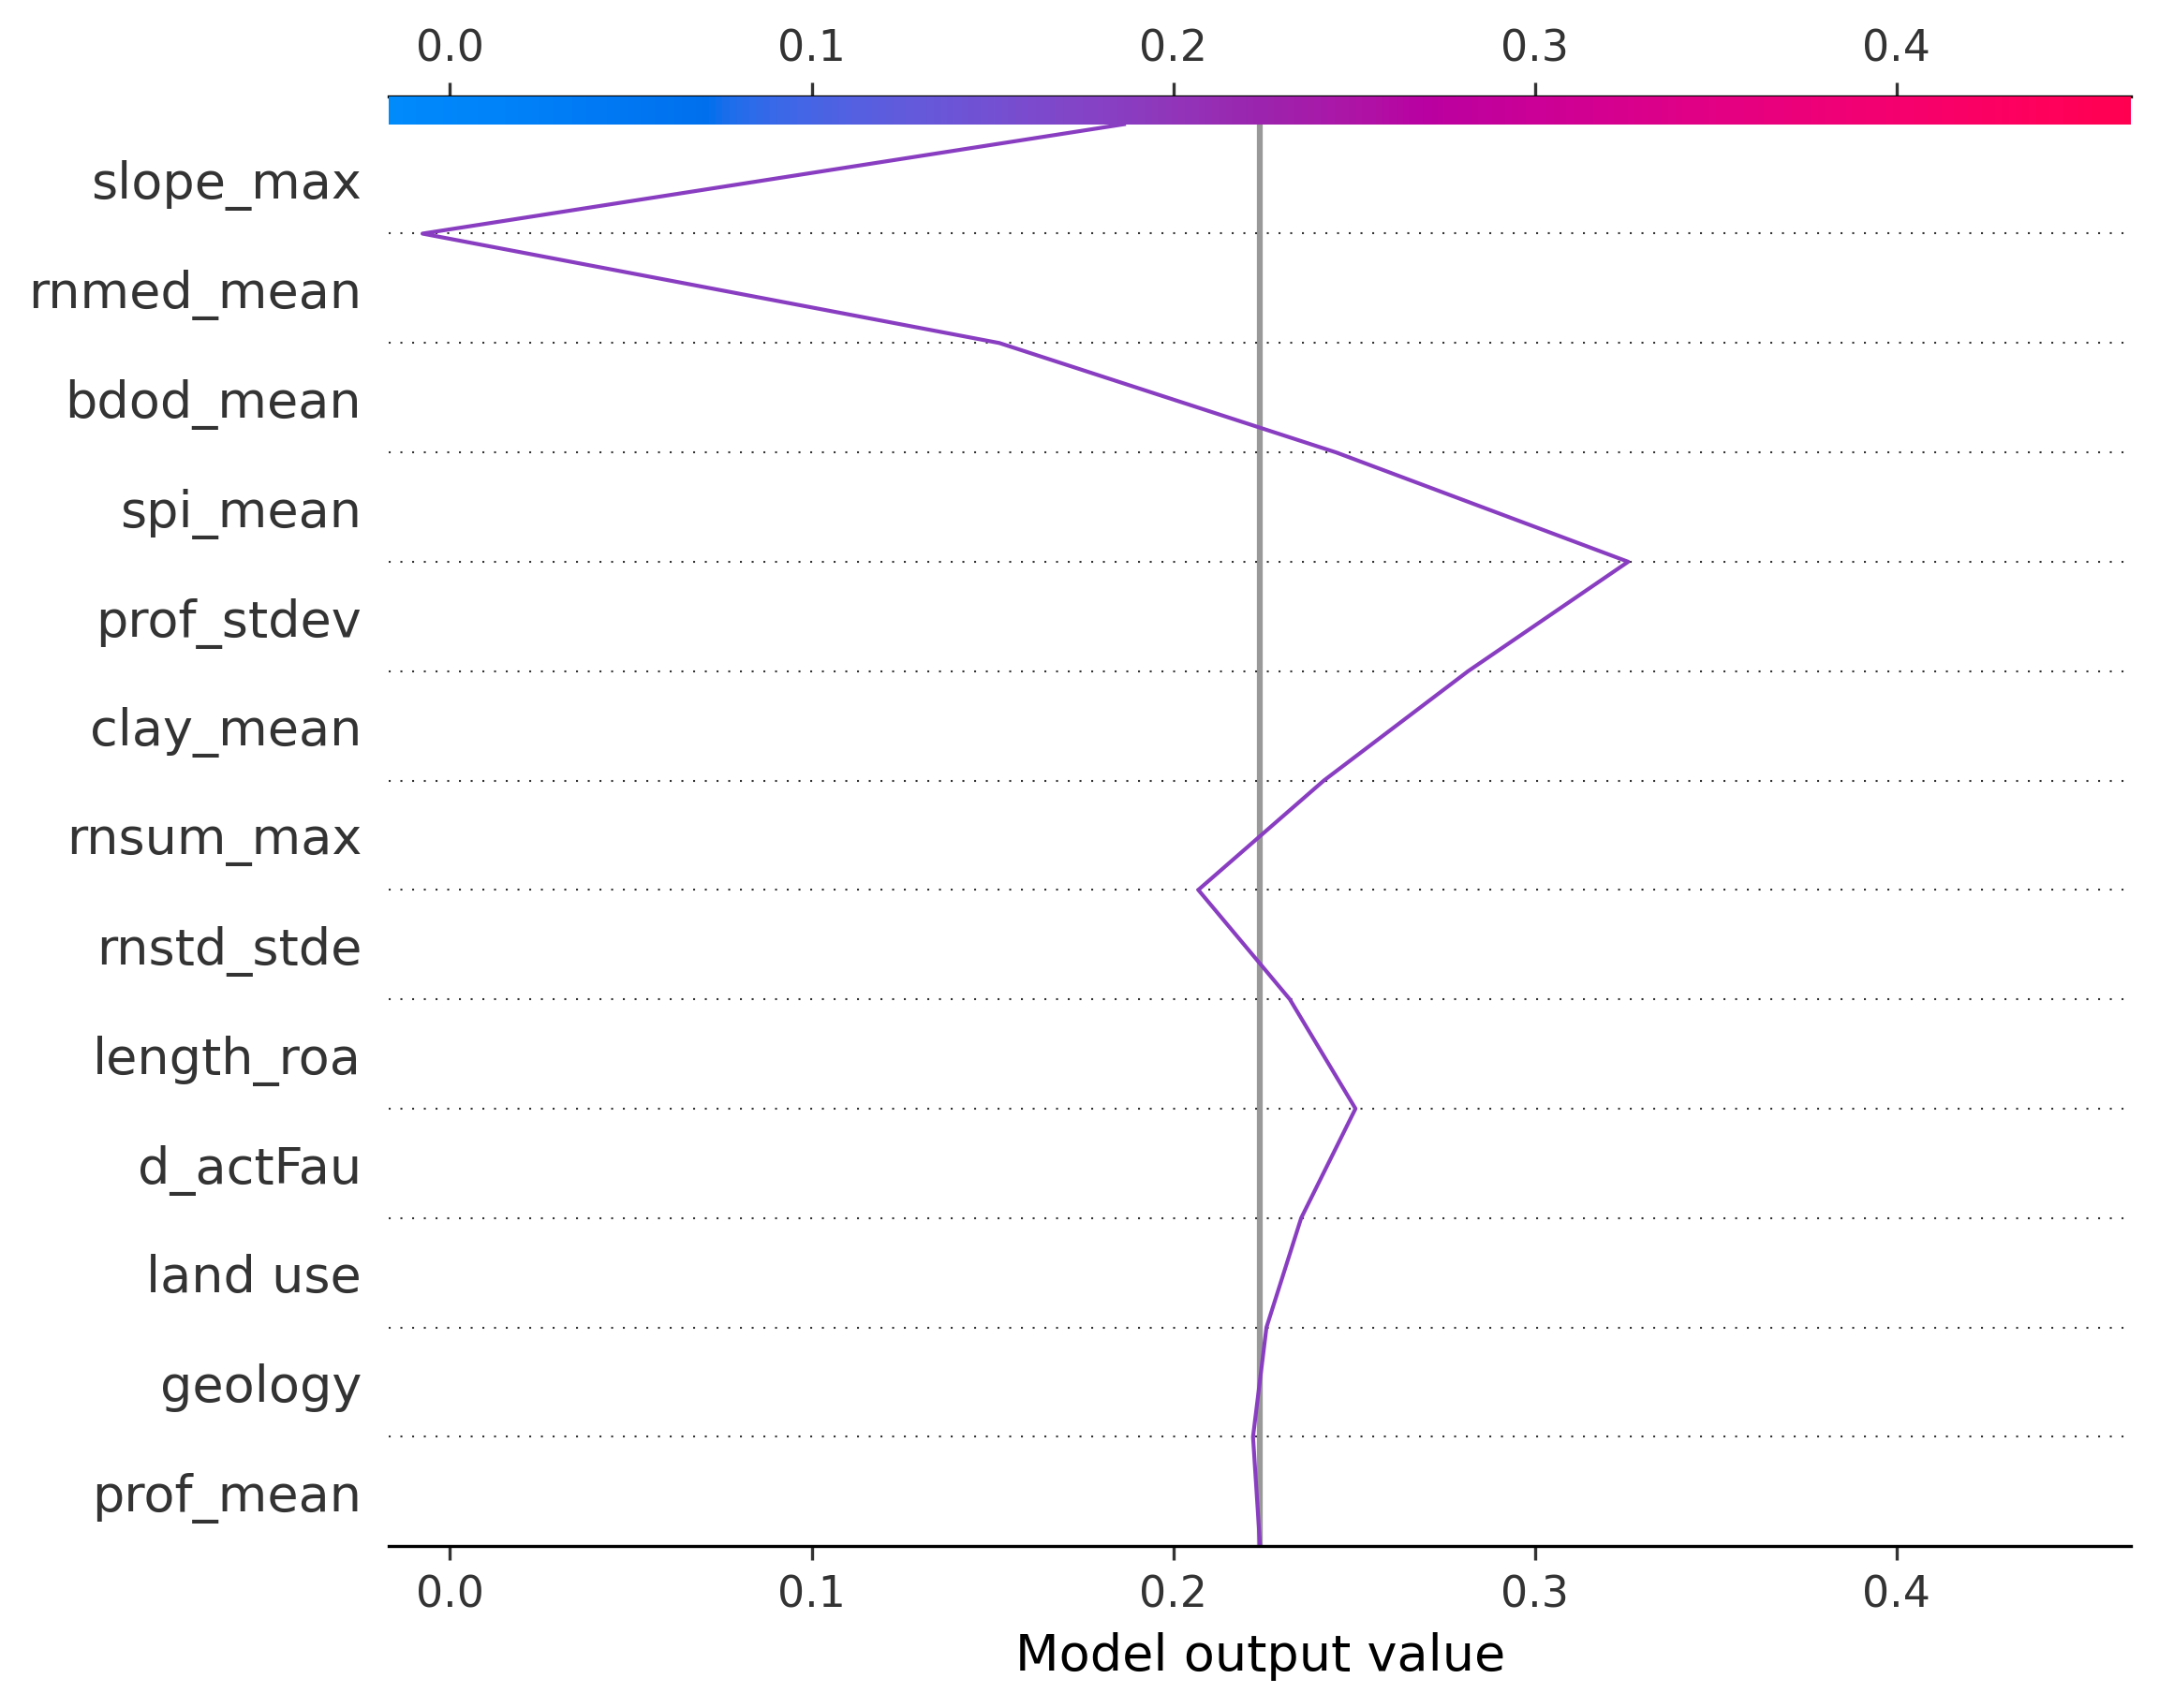 0.0 0.1 0.2 0.3 0.4
slope_max
rnmed_mean
bdod_mean
spi_mean
prof_stdev
clay_mean
rnsum_max
rnstd_stde
length_roa
d_actFau
land use
geology
prof_mean
0.0 0.1 0.2 0.3 0.4
Model output value